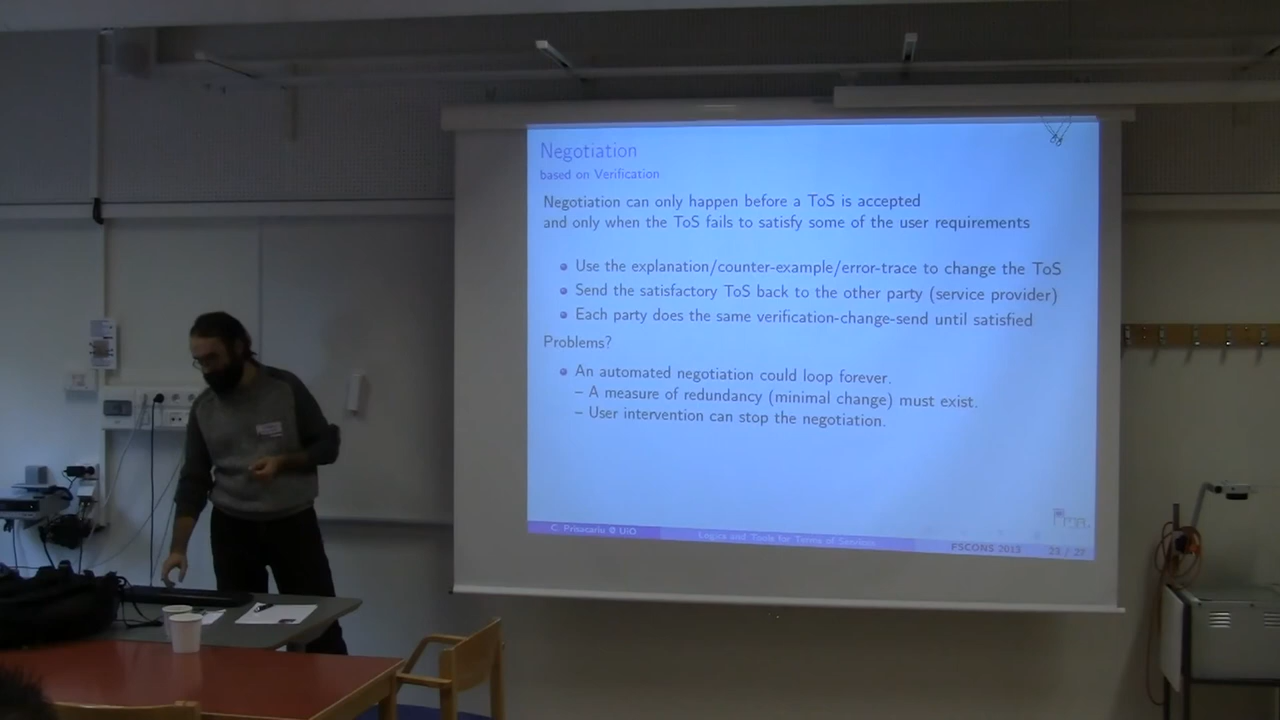 Negotiation
based on Verification
Negotiation can only happen before a ToS is accepted
and only when the ToS fails to satisfy some of the user requirements
Use the explanation/counter-example/error-trace to change the ToS
Send the satisfactory ToS back to the other party (service provider)
Each party does the same verification-change-send until satisfied
Problems?
An automated negotiation could loop forever.
– A measure of redundancy (minimal change) must exist.
– User intervention can stop the negotiation.
C. Prisacariu @ UiO
Logics and Tools for Terms of Services
FSCONS 2013
23 / 27